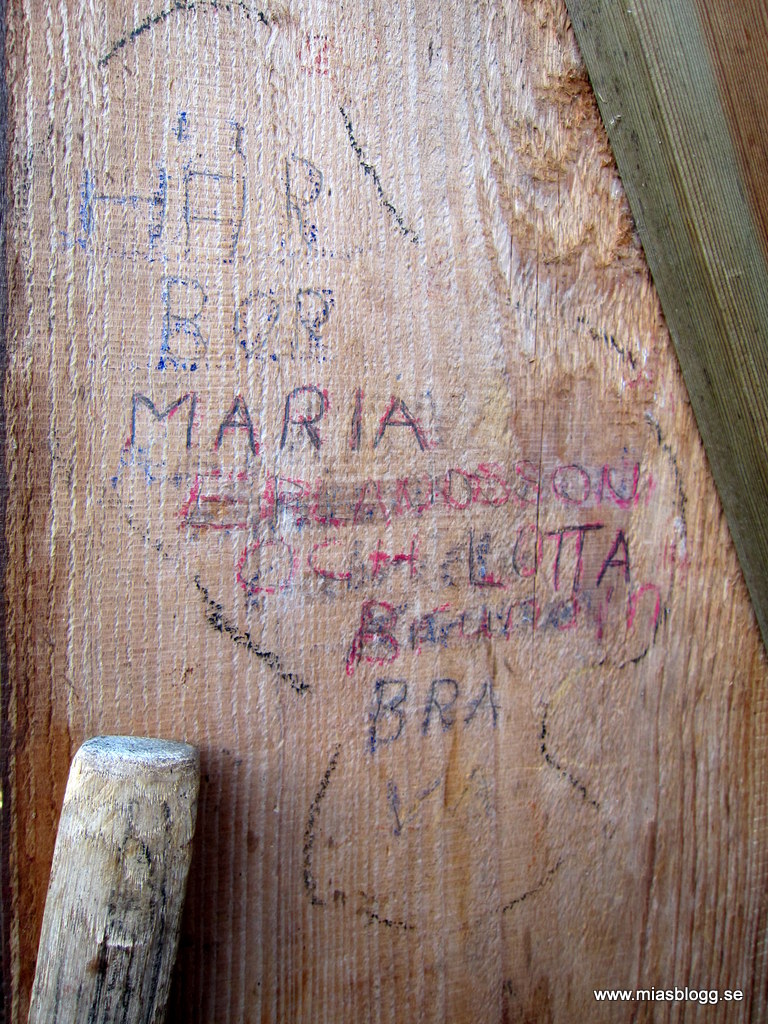 HÄR
BOR
MARIA
ERLANDSSON
OCH LOTTA
BRA
www.miasblogg.se